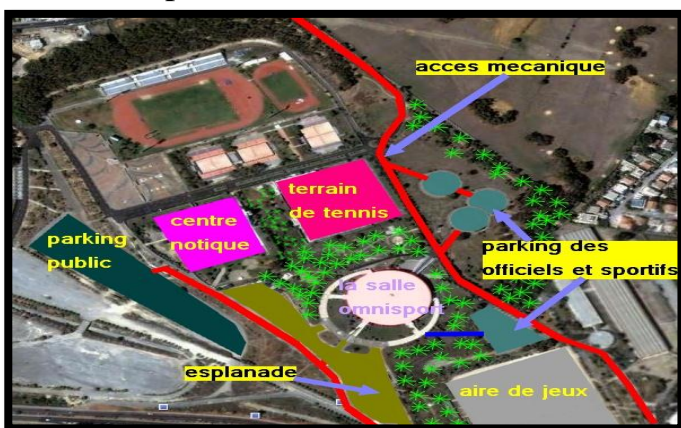 acces mecanique
terrain
de tennis
centre
notique
parking
public
parking des
officiels et sportifs
la salle
omnisport
esplanade
aire de jeux